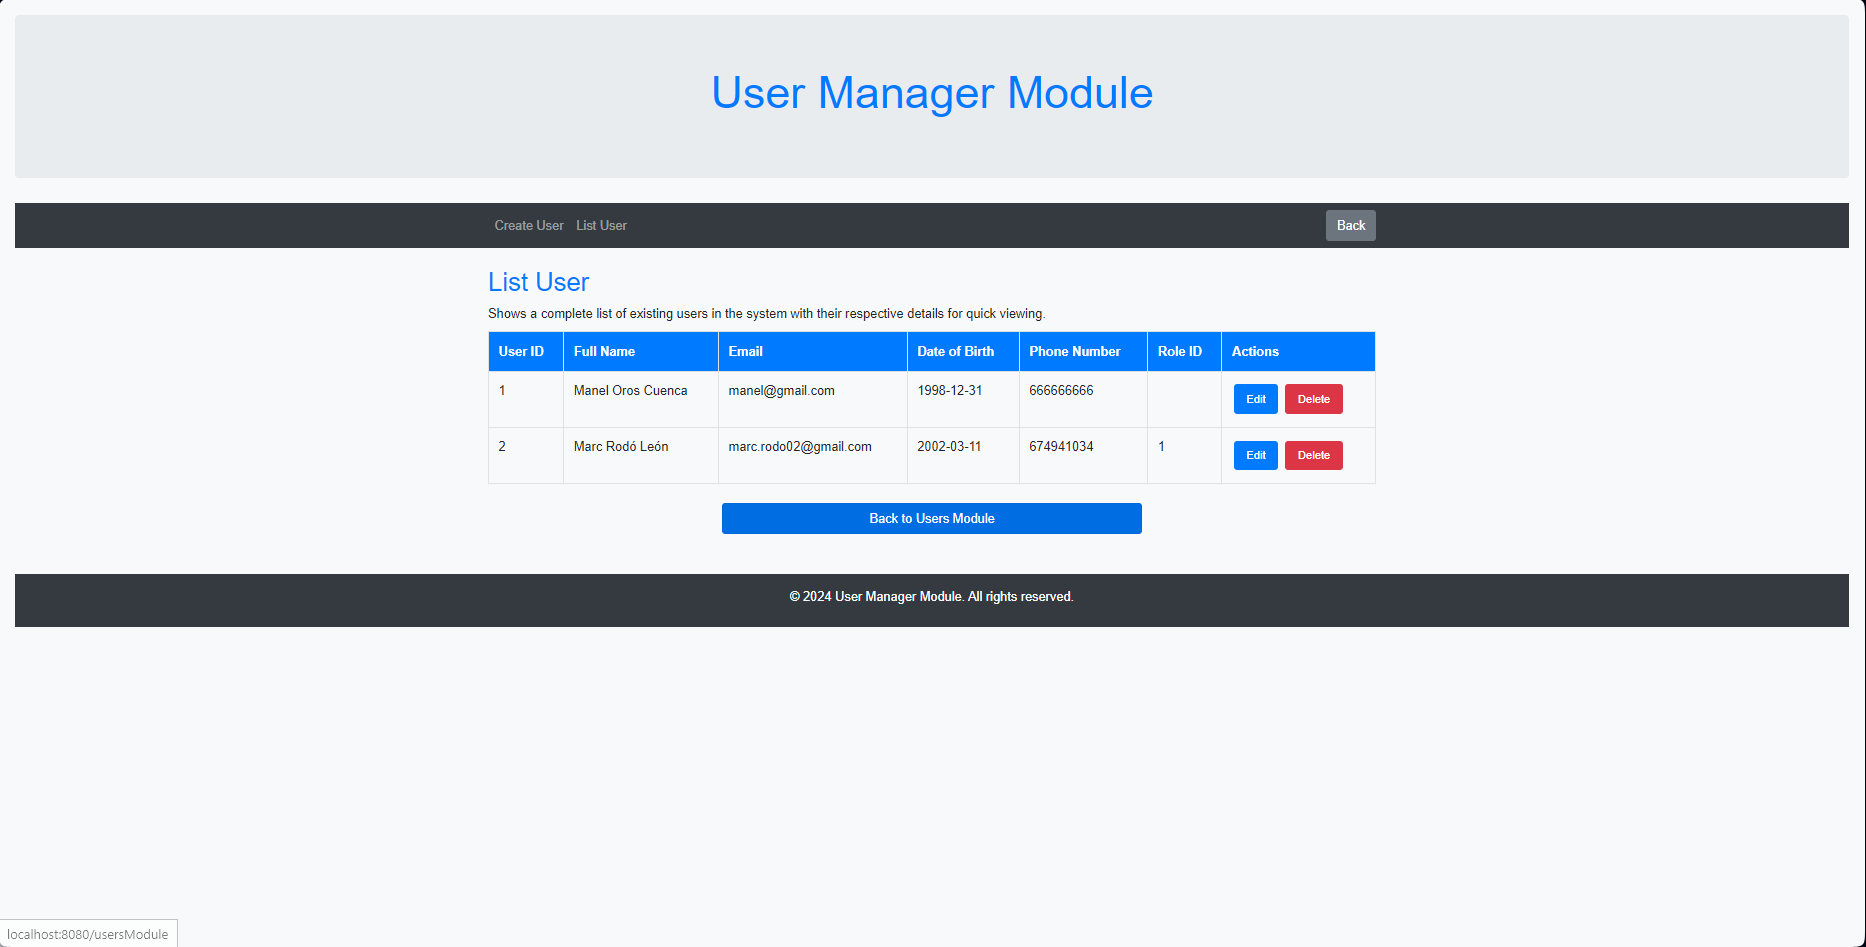 User Manager Module
Create User List User Back
List User
Shows a complete list of existing users in the system with their respective details for quick viewing.
User ID Full Name Email Date of Birth Phone Number Role ID Actions
1 Manel Oros Cuenca manel@gmail.com 1998-12-31 666666666 Edit Delete
2 Marc Rodó León marc.rodo02@gmail.com 2002-03-11 674941034 1 Edit Delete
Back to Users Module
© 2024 User Manager Module. All rights reserved.
localhost:8080/usersModule